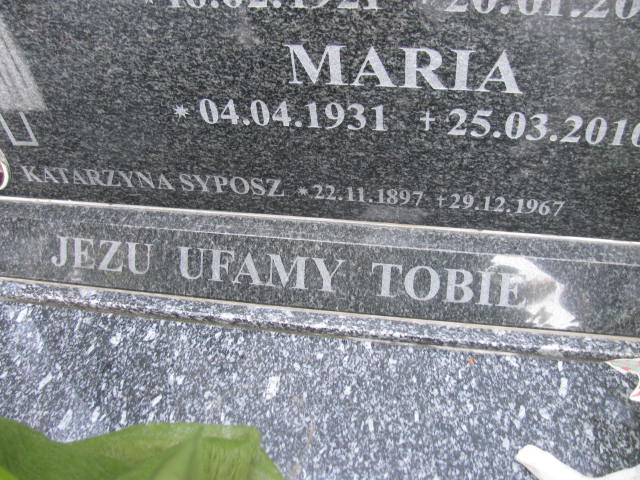 MARIA
* 04.04.1931 + 25.03.2010
KATARZYNA SYPOSZ * 22.11.1897 + 29.12.1967
JEZU UFAMY TOBIE